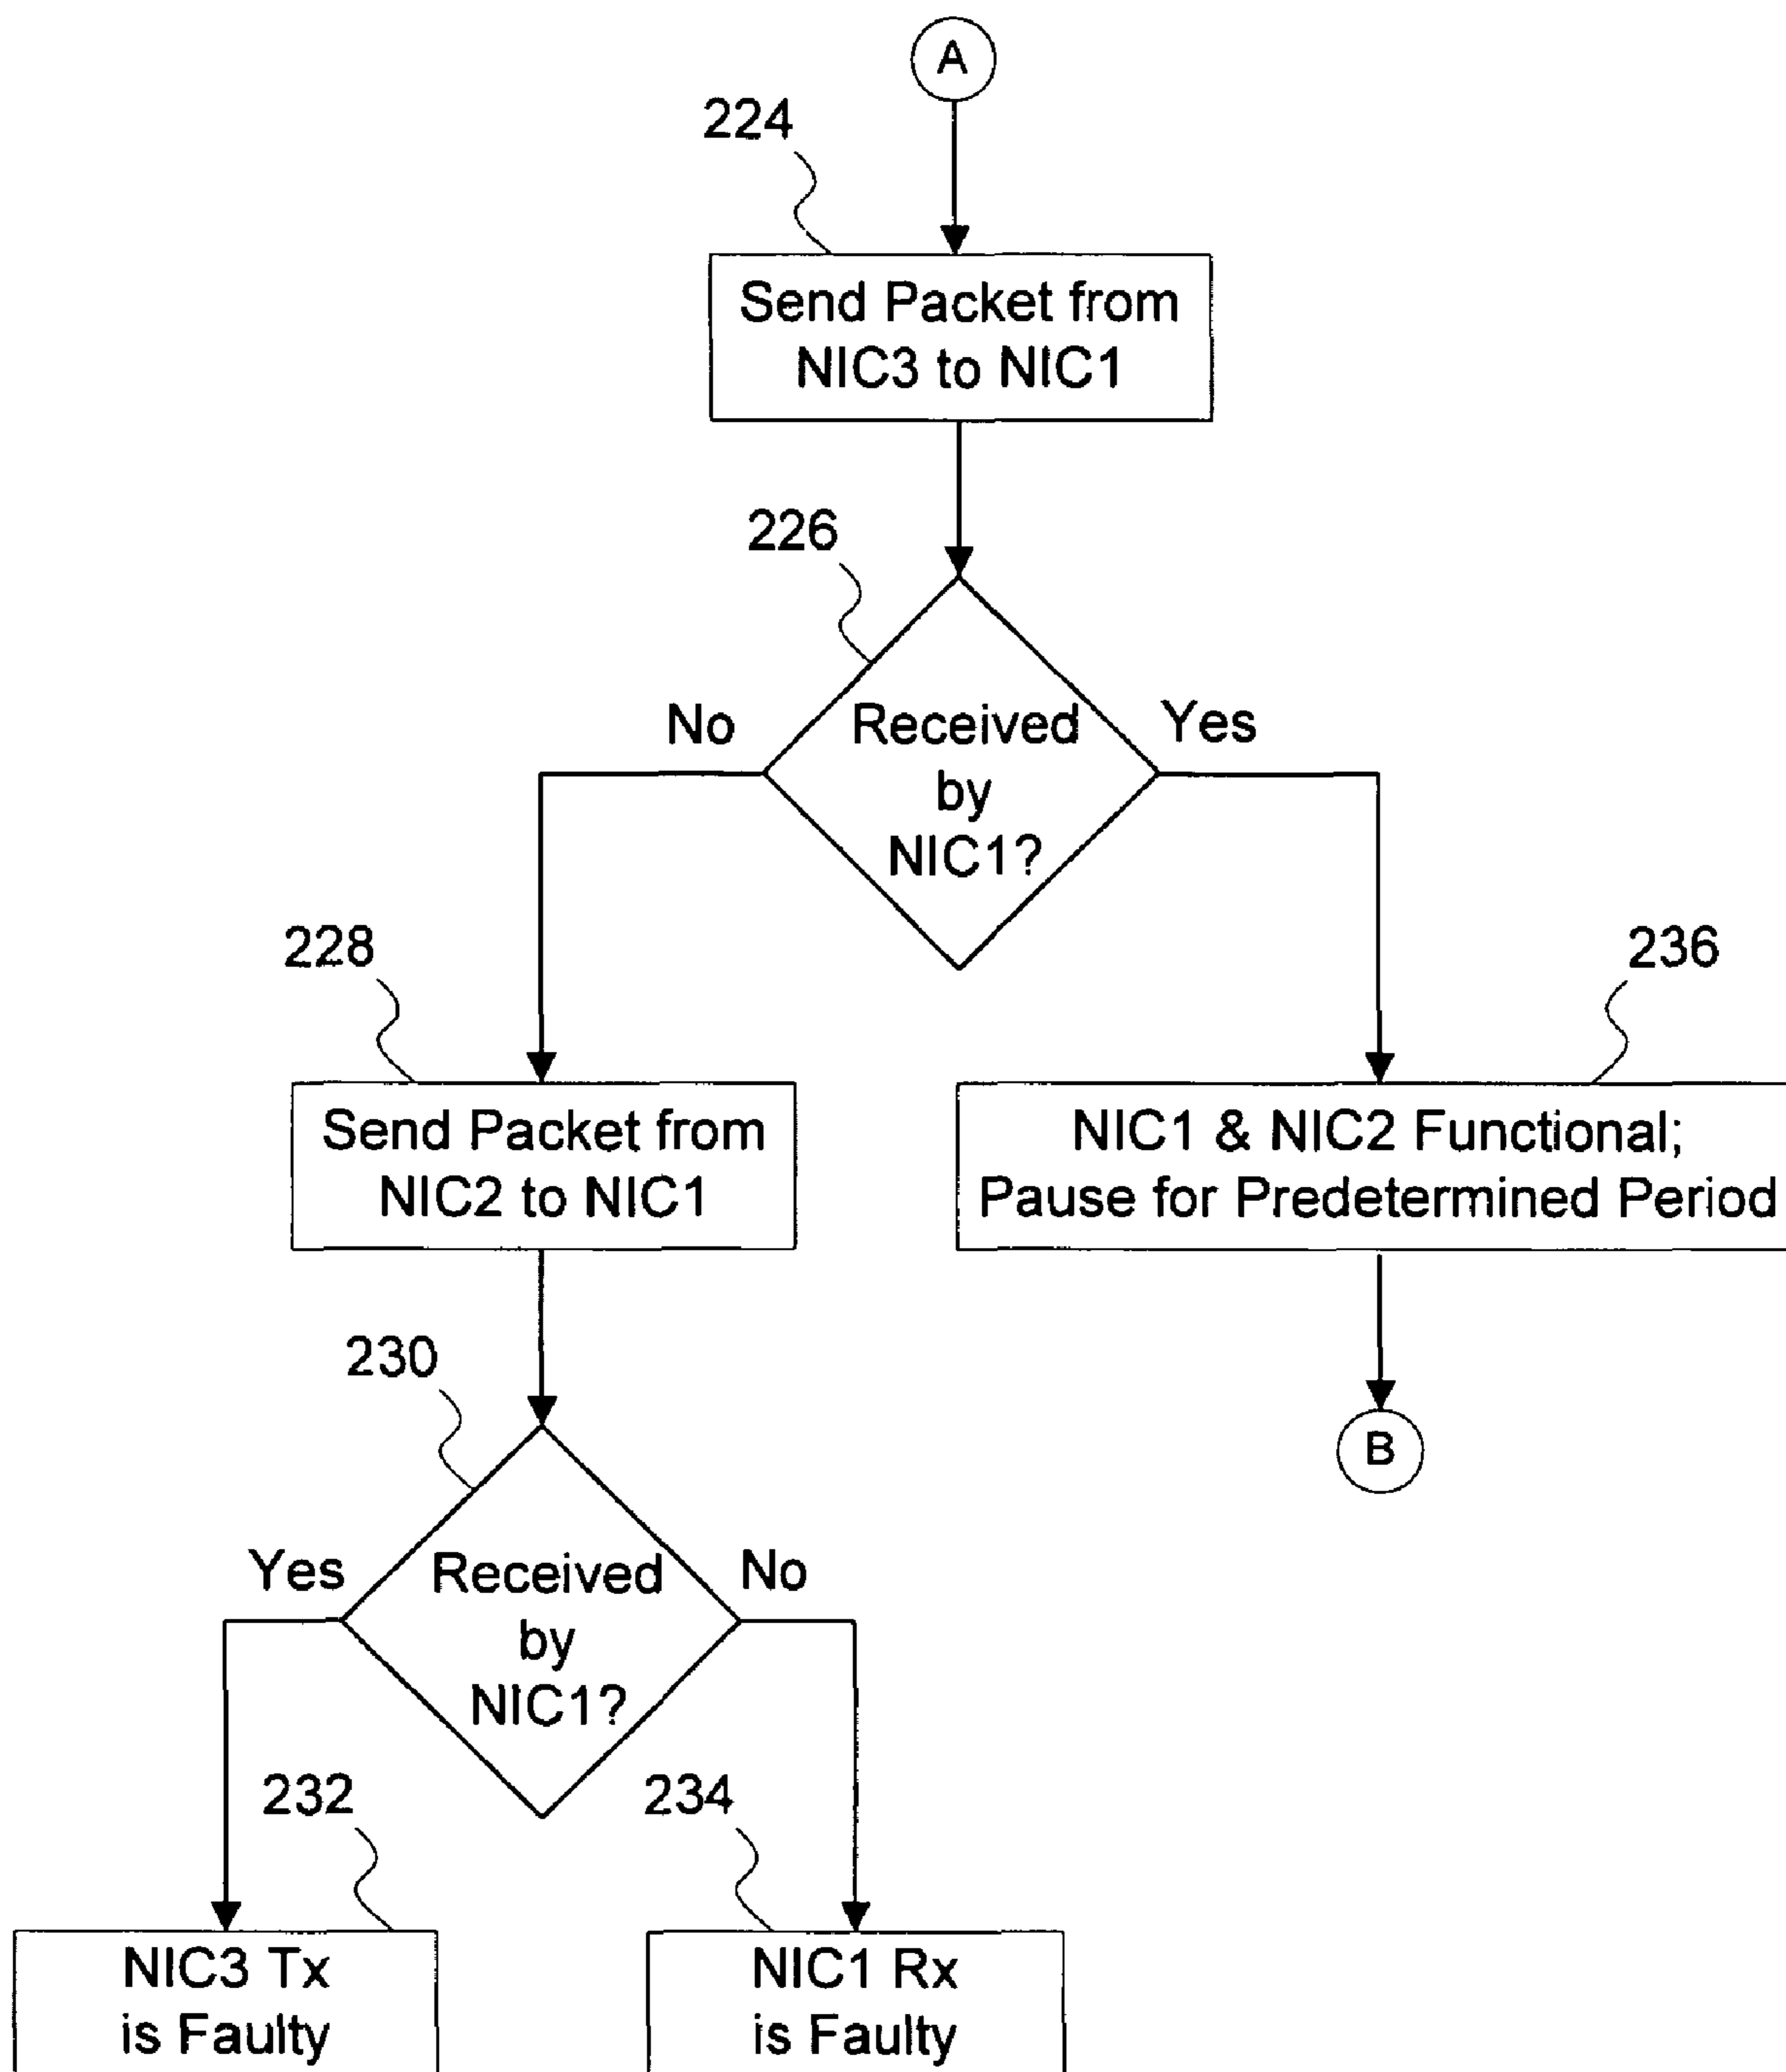 A
224
Send Packet from
NIC3 to NIC1
226
No
Received
by
NIC1?
Yes
228
236
Send Packet from
NIC2 to NIC1
NIC1 & NIC2 Functional;
Pause for Predetermined Period
230
B
Yes
Received
by
NIC1?
No
232
234
NIC3 Tx
is Faulty
NIC1 Rx
is Faulty